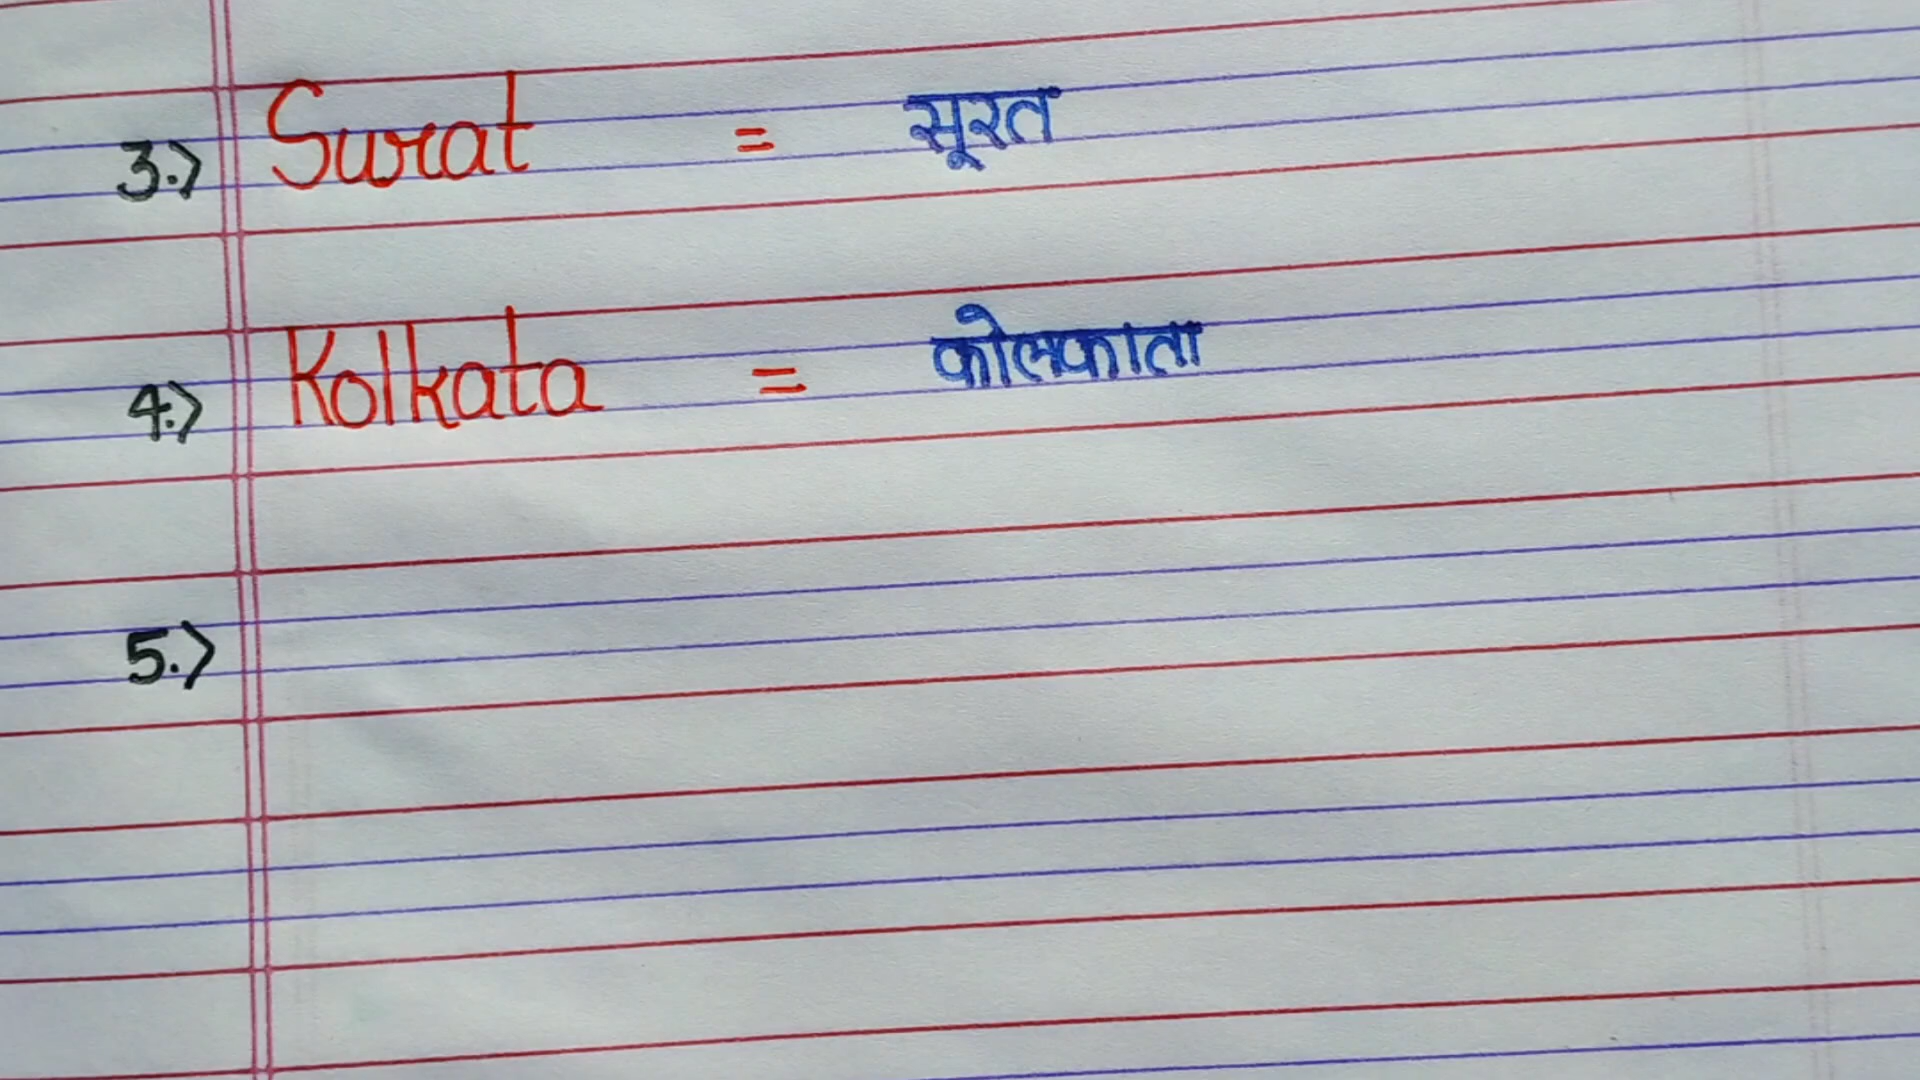 3.) Surat = सूरत
4.) Kolkata = कोलकाता
5.)